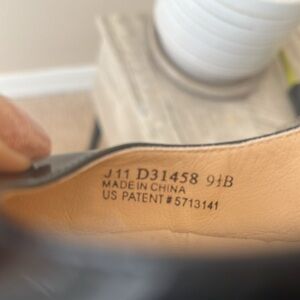 J11 D31458 9½B
MADE IN CHINA
US PATENT # 5713141